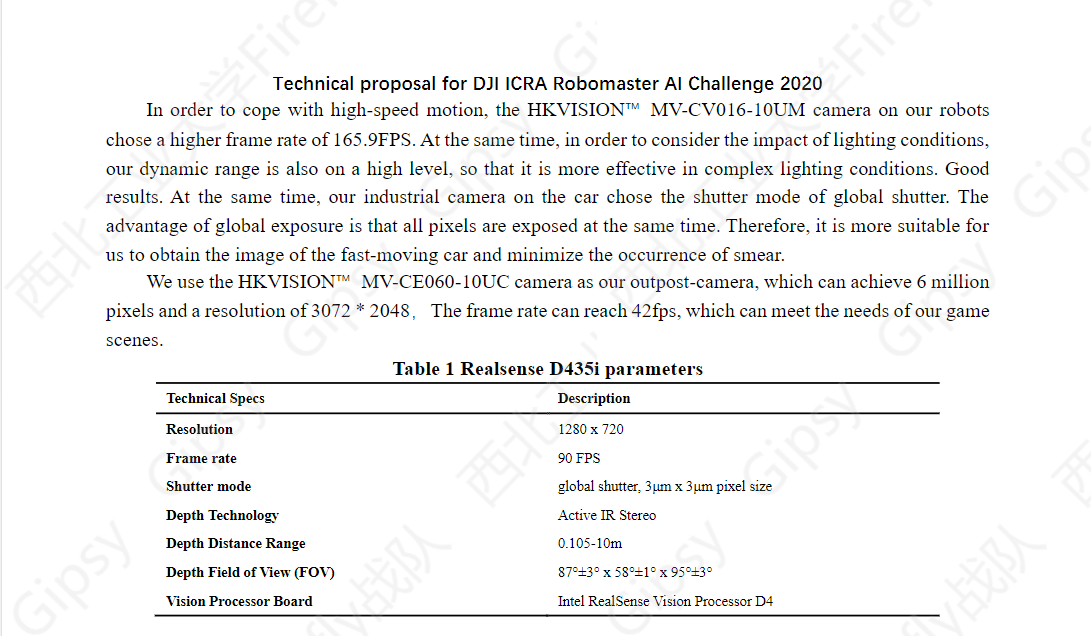 Technical proposal for DJI ICRA Robomaster AI Challenge 2020
In order to cope with high-speed motion, the HKVISION™ MV-CV016-10UM camera on our robots
chose a higher frame rate of 165.9FPS. At the same time, in order to consider the impact of lighting conditions,
our dynamic range is also on a high level, so that it is more effective in complex lighting conditions. Good
results. At the same time, our industrial camera on the car chose the shutter mode of global shutter. The
advantage of global exposure is that all pixels are exposed at the same time. Therefore, it is more suitable for
us to obtain the image of the fast-moving car and minimize the occurrence of smear.
We use the HKVISION™ MV-CE060-10UC camera as our outpost-camera, which can achieve 6 million
pixels and a resolution of 3072 * 2048， The frame rate can reach 42fps, which can meet the needs of our game
scenes.
Table 1 Realsense D435i parameters
Technical Specs Description
Resolution 1280 x 720
Frame rate 90 FPS
Shutter mode global shutter, 3μm x 3μm pixel size
Depth Technology Active IR Stereo
Depth Distance Range 0.105-10m
Depth Field of View (FOV) 87°±3° x 58°±1° x 95°±3°
Vision Processor Board Intel RealSense Vision Processor D4